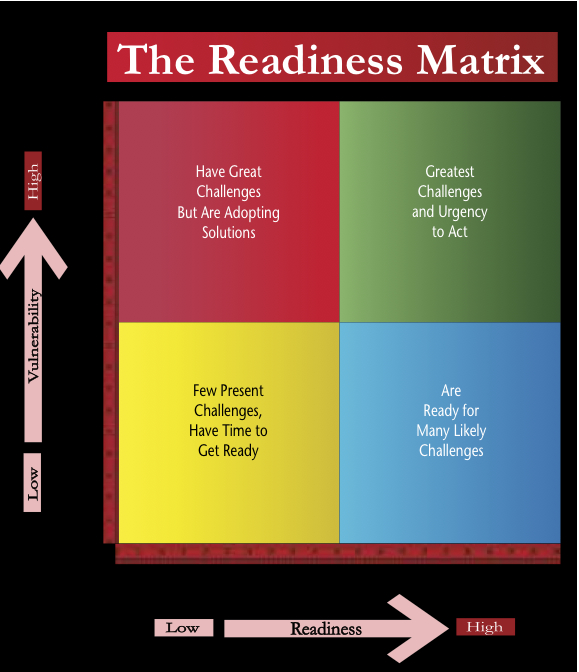 The Readiness Matrix
High
Vulnerability
Low
Have Great
Challenges
But Are Adopting
Solutions
Greatest
Challenges
and Urgency
to Act
Few Present
Challenges,
Have Time to
Get Ready
Are
Ready for
Many Likely
Challenges
Low
Readiness
High